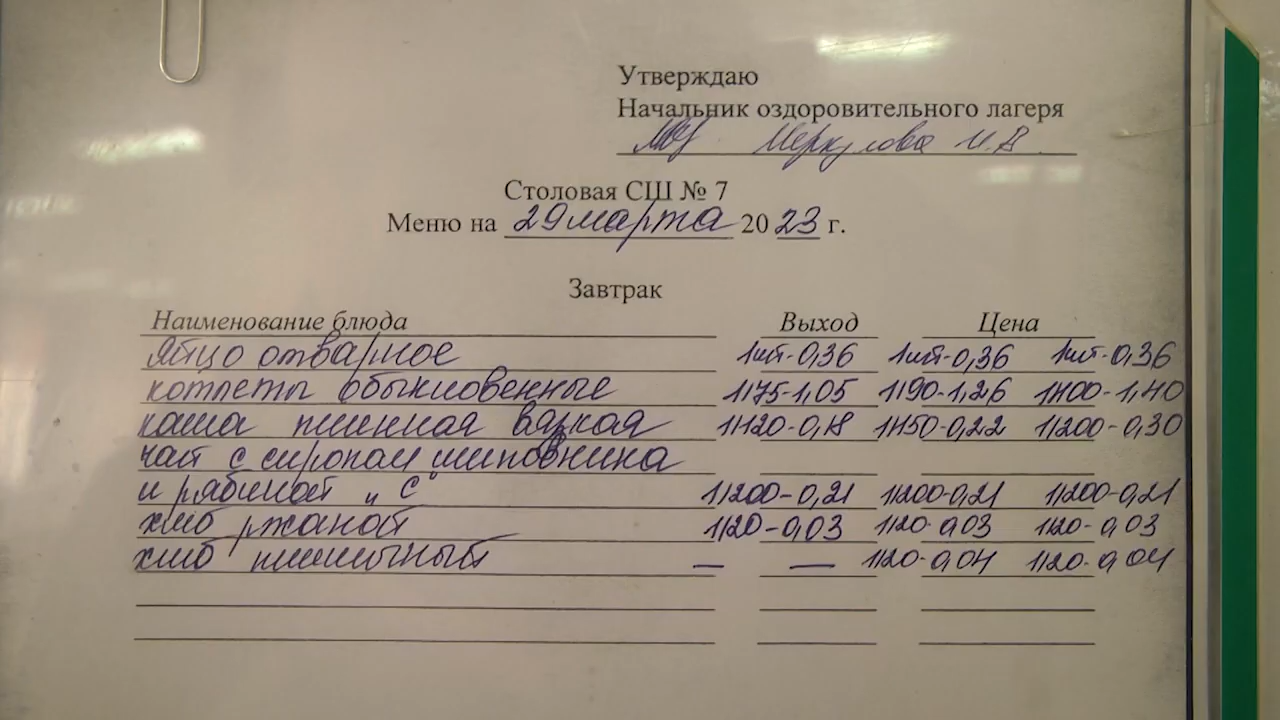 Утверждаю
Начальник оздоровительного лагеря
Меркулова И.В.
Столовая СШ № 7
Меню на 29 марта 2023 г.
Завтрак
Наименование блюда Выход Цена
Яйцо отварное 1шт-0,36 1шт-0,36 1шт-0,36
котлеты обыкновенные 1/75-1,05 1/90-1,26 1/100-1,40
каша пшенная вязкая 1/120-0,18 1/150-0,22 1/200-0,30
чай с сиропом шиповника
и рябиной "С" 1/200-0,21 1/200-0,21 1/200-0,21
хлеб ржаной 1/20-0,03 1/20-0,03 1/20-0,03
хлеб пшеничный — — 1/20-0,04 1/20-0,04